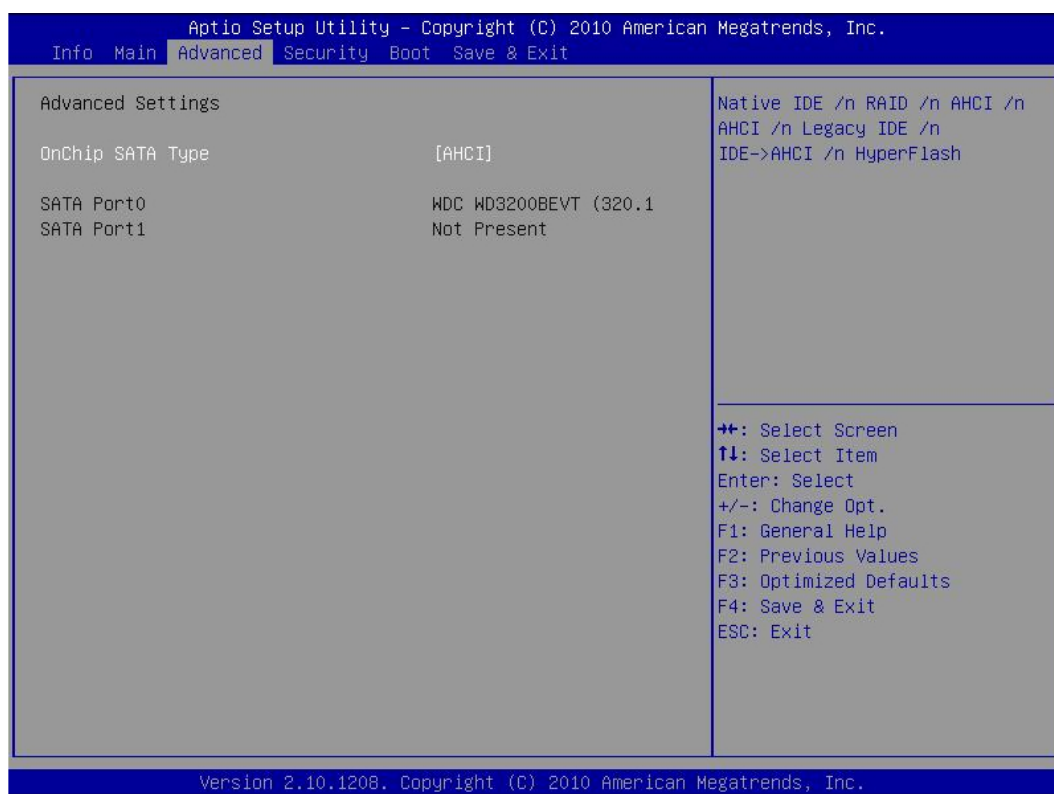 Aptio Setup Utility – Copyright (C) 2010 American Megatrends, Inc.
Info Main Advanced Security Boot Save & Exit
Advanced Settings
OnChip SATA Type [AHCI]
SATA Port0 WDC WD3200BEVT (320.1
SATA Port1 Not Present
Native IDE /n RAID /n AHCI /n
AHCI /n Legacy IDE /n
IDE->AHCI /n HyperFlash
→←: Select Screen
↑↓: Select Item
Enter: Select
+/-: Change Opt.
F1: General Help
F2: Previous Values
F3: Optimized Defaults
F4: Save & Exit
ESC: Exit
Version 2.10.1208. Copyright (C) 2010 American Megatrends, Inc.